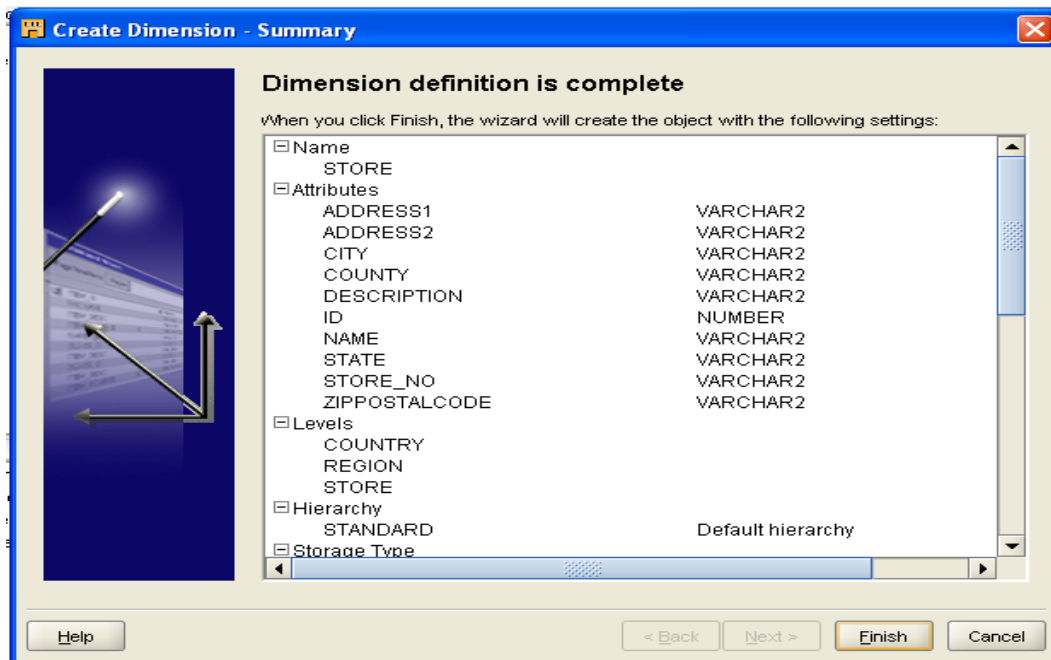 Create Dimension - Summary
Dimension definition is complete
When you click Finish, the wizard will create the object with the following settings:
Name
STORE
Attributes
ADDRESS1 VARCHAR2
ADDRESS2 VARCHAR2
CITY VARCHAR2
COUNTY VARCHAR2
DESCRIPTION VARCHAR2
ID NUMBER
NAME VARCHAR2
STATE VARCHAR2
STORE_NO VARCHAR2
ZIPPOSTALCODE VARCHAR2
Levels
COUNTRY
REGION
STORE
Hierarchy
STANDARD Default hierarchy
Storage Type
Help < Back Next > Finish Cancel